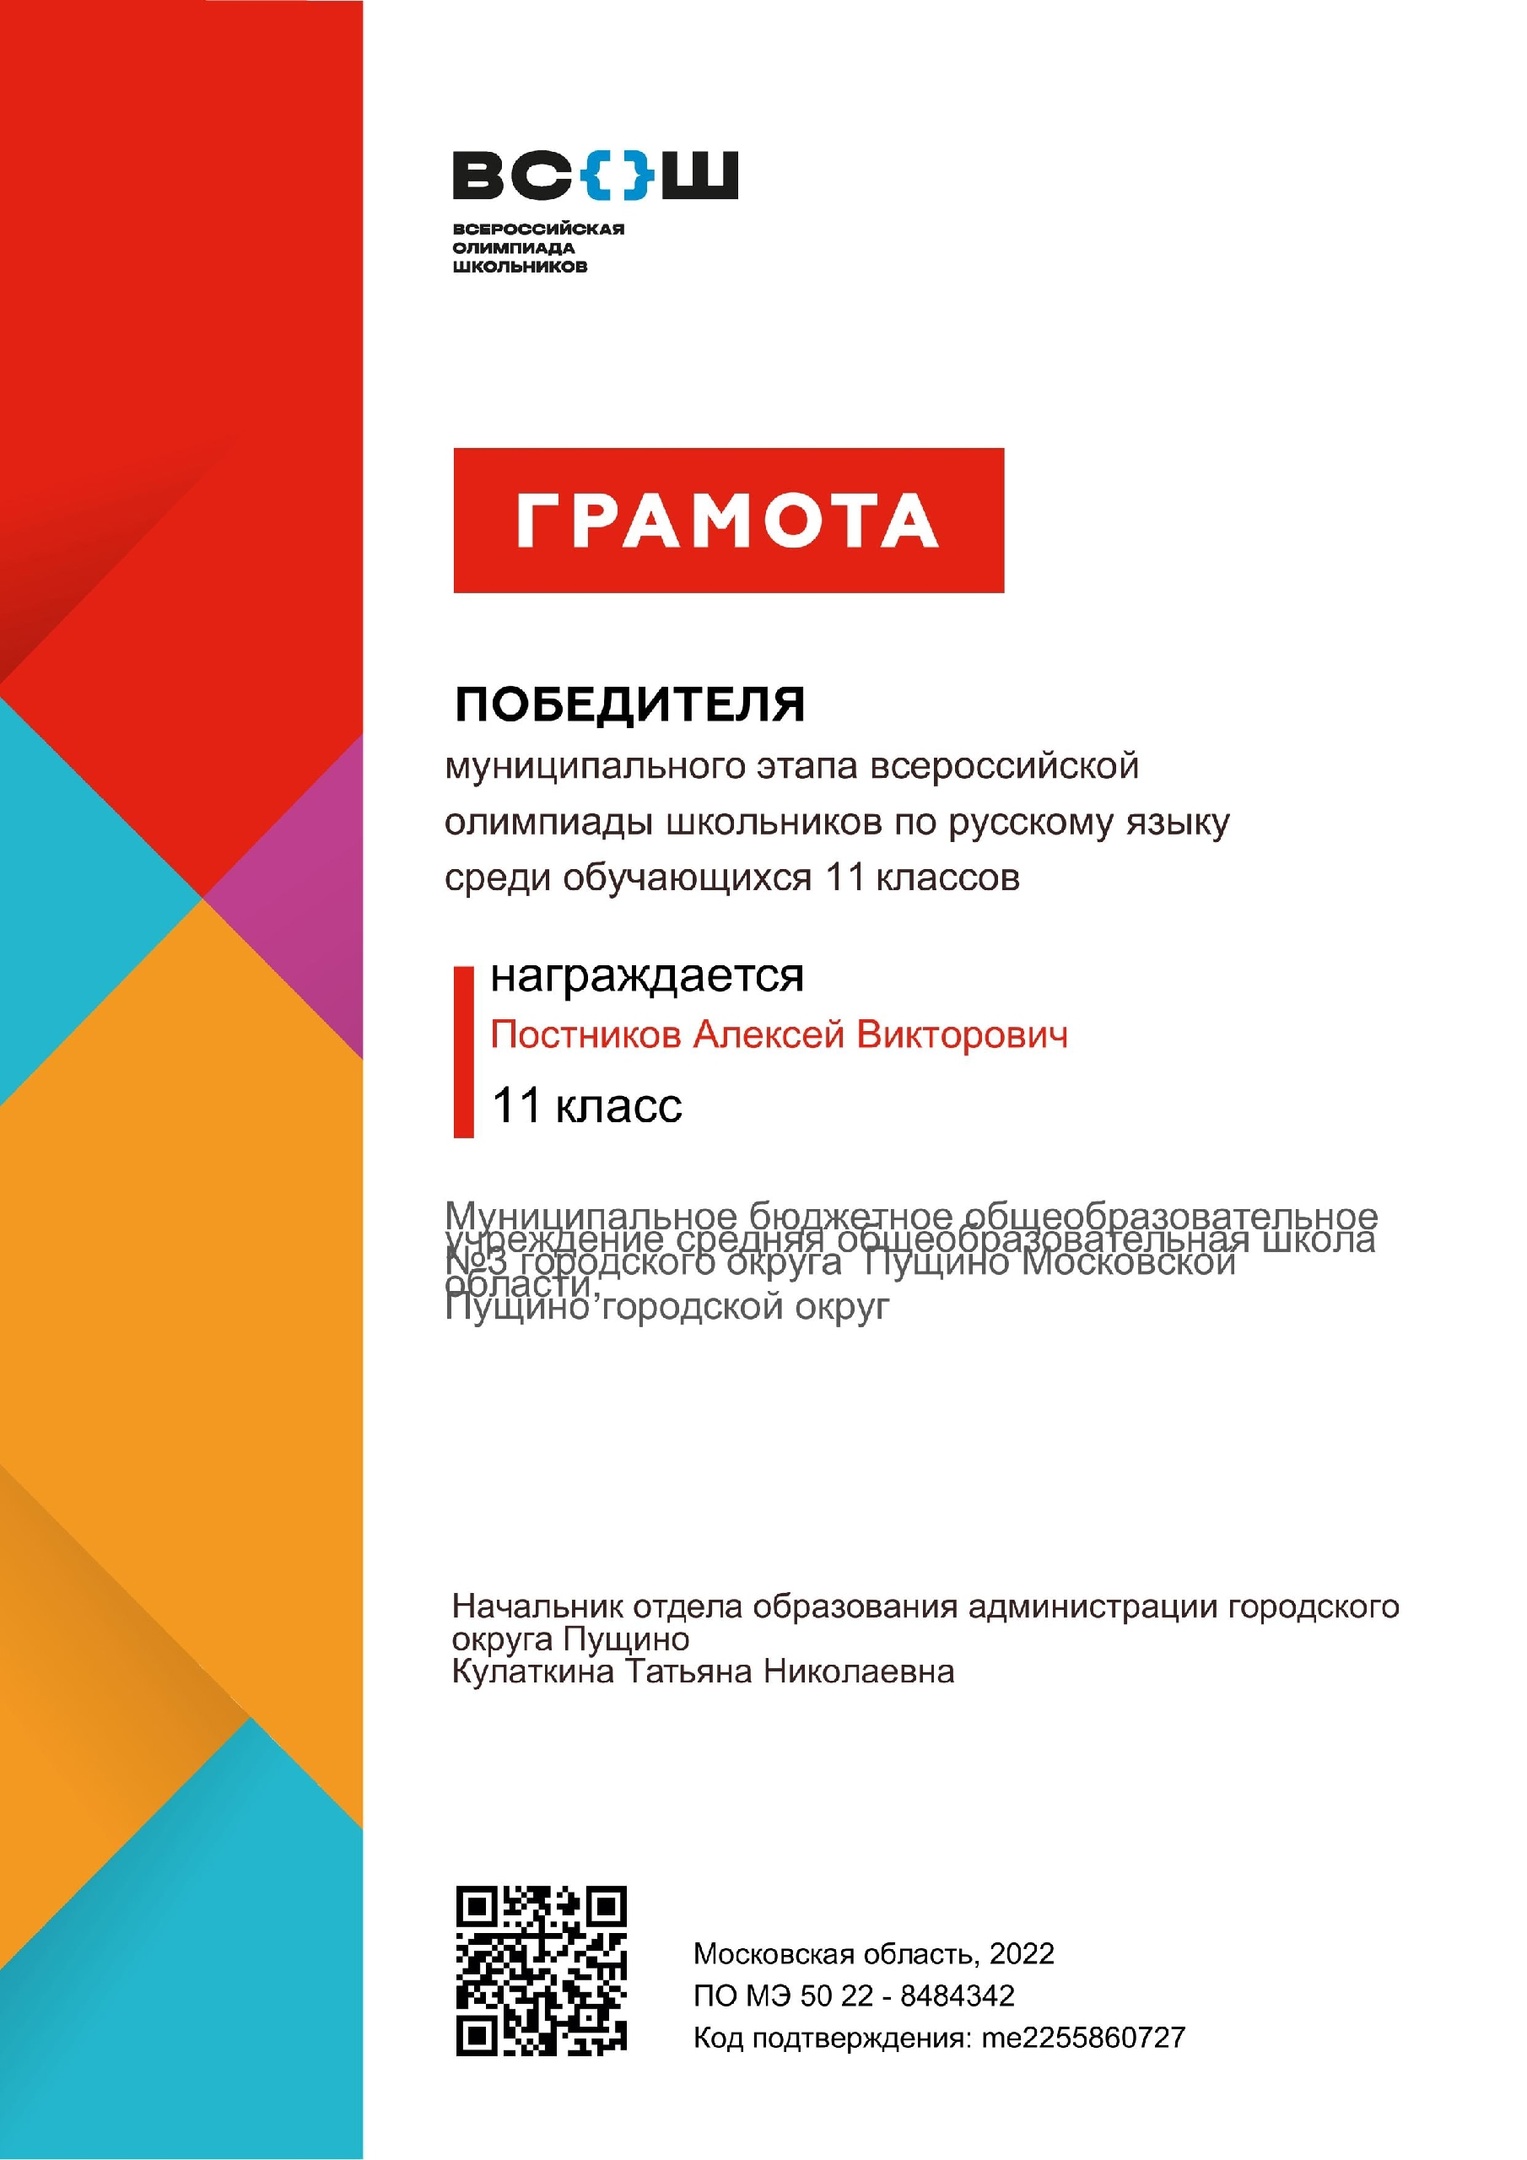 ВСОШ
ВСЕРОССИЙСКАЯ
ОЛИМПИАДА
ШКОЛЬНИКОВ
ГРАМОТА
ПОБЕДИТЕЛЯ
муниципального этапа всероссийской
олимпиады школьников по русскому языку
среди обучающихся 11 классов
награждается
Постников Алексей Викторович
11 класс
Муниципальное бюджетное общеобразовательное
учреждение средняя общеобразовательная школа
№3 городского округа Пущино Московской
области,
Пущино городской округ
Начальник отдела образования администрации городского
округа Пущино
Кулаткина Татьяна Николаевна
Московская область, 2022
ПО МЭ 50 22 - 8484342
Код подтверждения: me2255860727